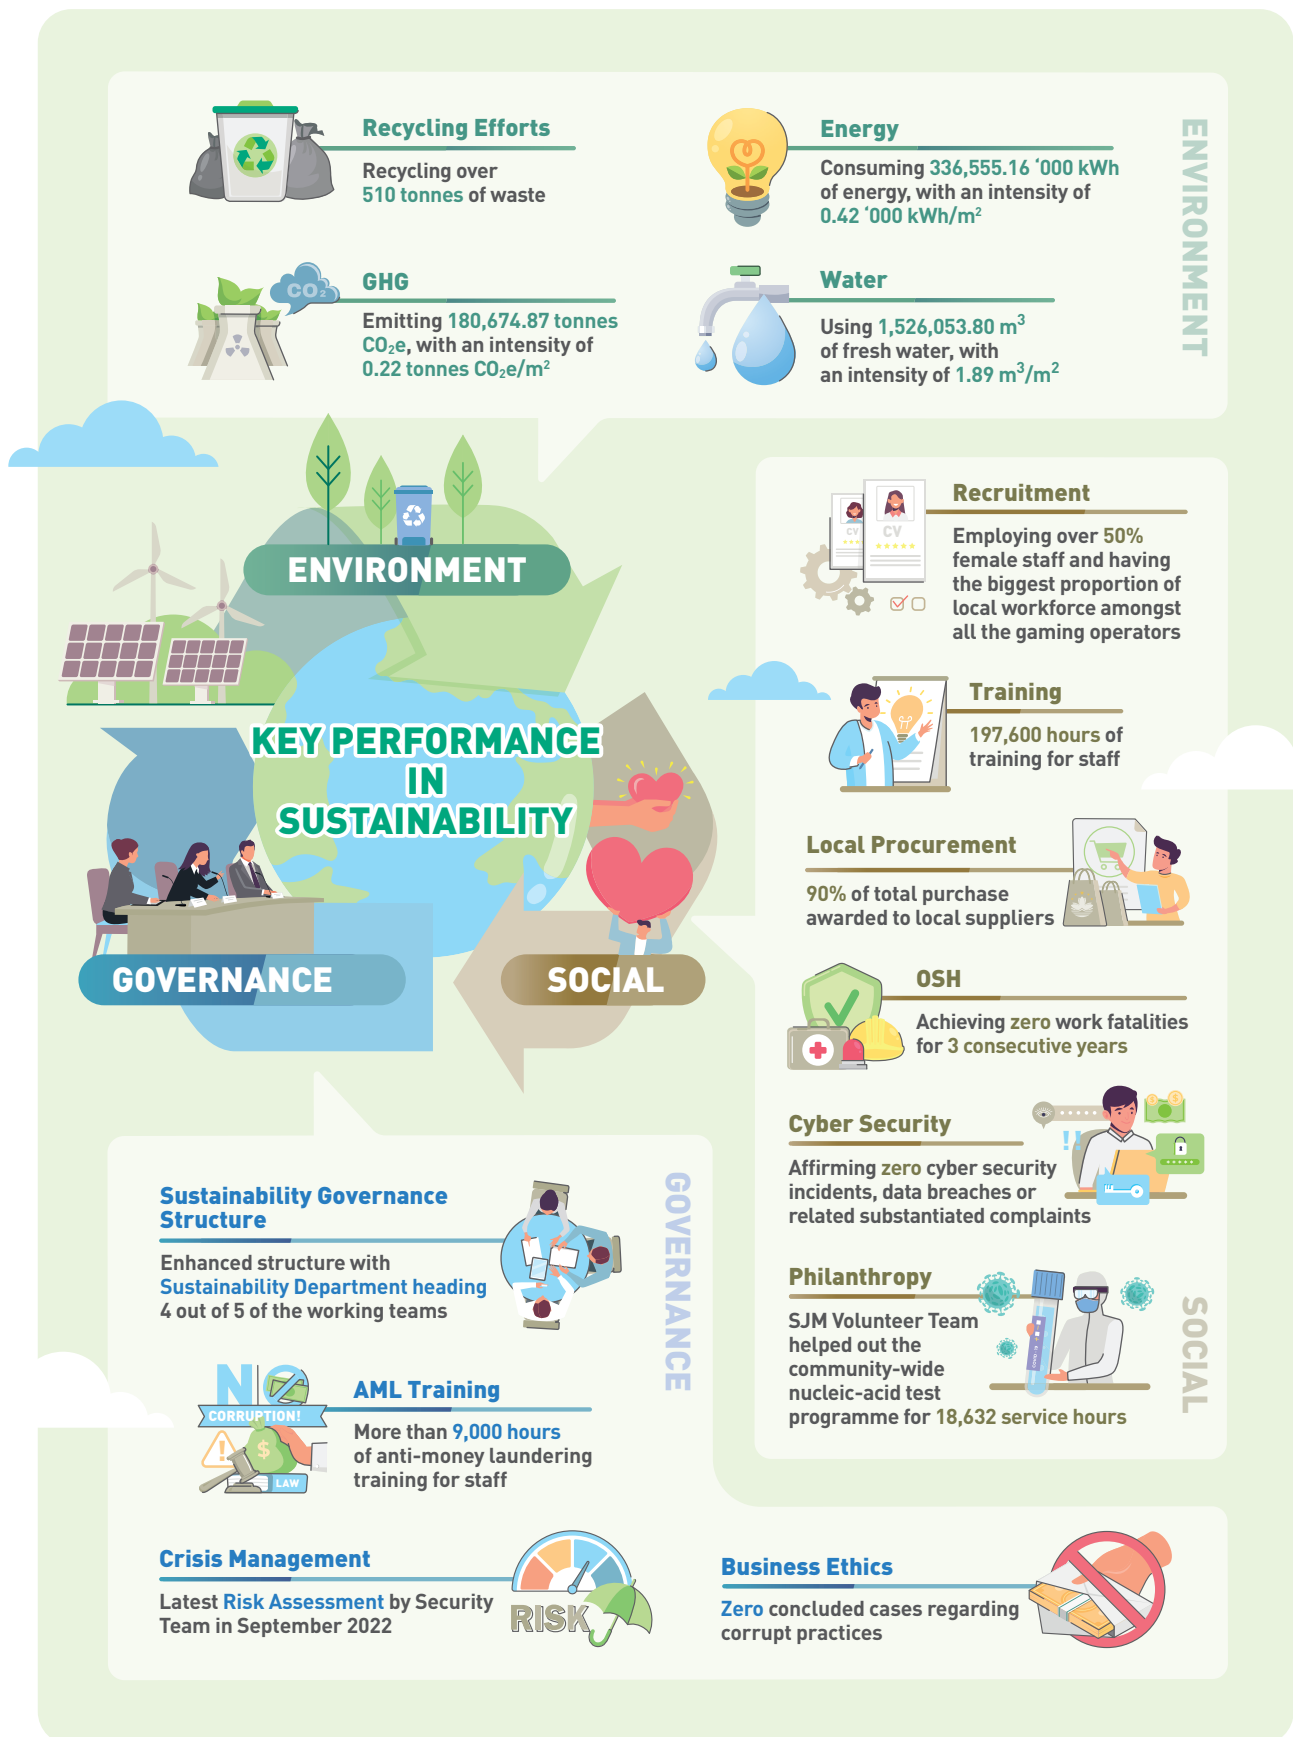 Recycling Efforts
Recycling over
510 tonnes of waste
Energy
Consuming 336,555.16 ‘000 kWh
of energy, with an intensity of
0.42 ‘000 kWh/m²
CO₂
GHG
Emitting 180,674.87 tonnes
CO₂e, with an intensity of
0.22 tonnes CO₂e/m²
Water
Using 1,526,053.80 m³
of fresh water, with
an intensity of 1.89 m³/m²
ENVIRONMENT
ENVIRONMENT
KEY PERFORMANCE
IN
SUSTAINABILITY
GOVERNANCE
SOCIAL
CV
CV
Recruitment
Employing over 50%
female staff and having
the biggest proportion of
local workforce amongst
all the gaming operators
Training
197,600 hours of
training for staff
Local Procurement
90% of total purchase
awarded to local suppliers
OSH
Achieving zero work fatalities
for 3 consecutive years
Cyber Security
!!
Affirming zero cyber security
incidents, data breaches or
related substantiated complaints
Philanthropy
SJM Volunteer Team
helped out the
community-wide
nucleic-acid test
programme for 18,632 service hours
COVID-19
SOCIAL
Sustainability Governance
Structure
Enhanced structure with
Sustainability Department heading
4 out of 5 of the working teams
GOVERNANCE
NO
CORRUPTION!
!
$
LAW
AML Training
More than 9,000 hours
of anti-money laundering
training for staff
Crisis Management
Latest Risk Assessment by Security
Team in September 2022
RISK
Business Ethics
Zero concluded cases regarding
corrupt practices